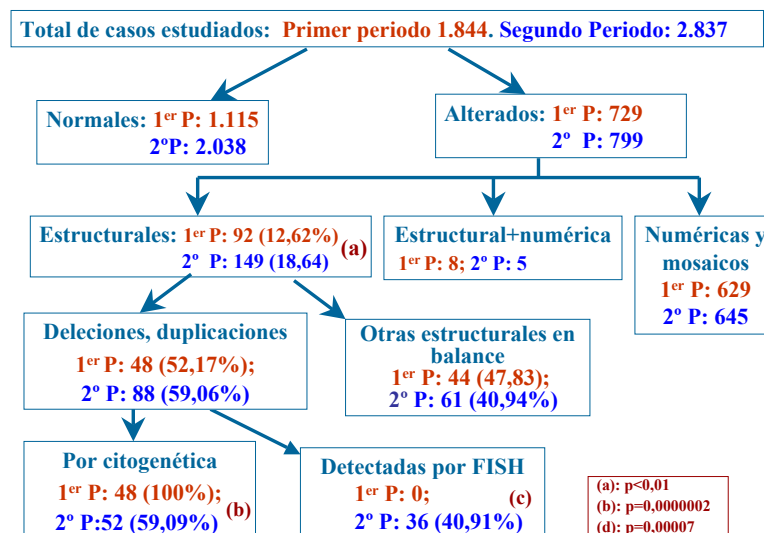 Total de casos estudiados: Primer periodo 1.844. Segundo Periodo: 2.837
Normales: 1er P: 1.115
2ºP: 2.038
Alterados: 1er P: 729
2º P: 799
Estructurales: 1er P: 92 (12,62%)
2º P: 149 (18,64)
(a)
Estructural+numérica
1er P: 8; 2º P: 5
Numéricas y
mosaicos
1er P: 629
2º P: 645
Deleciones, duplicaciones
1er P: 48 (52,17%);
2º P: 88 (59,06%)
Otras estructurales en
balance
1er P: 44 (47,83);
2º P: 61 (40,94%)
Por citogenética
1er P: 48 (100%);
2º P:52 (59,09%)
(b)
Detectadas por FISH
1er P: 0;
2º P: 36 (40,91%)
(c)
(a): p<0,01
(b): p=0,0000002
(d): p=0,00007